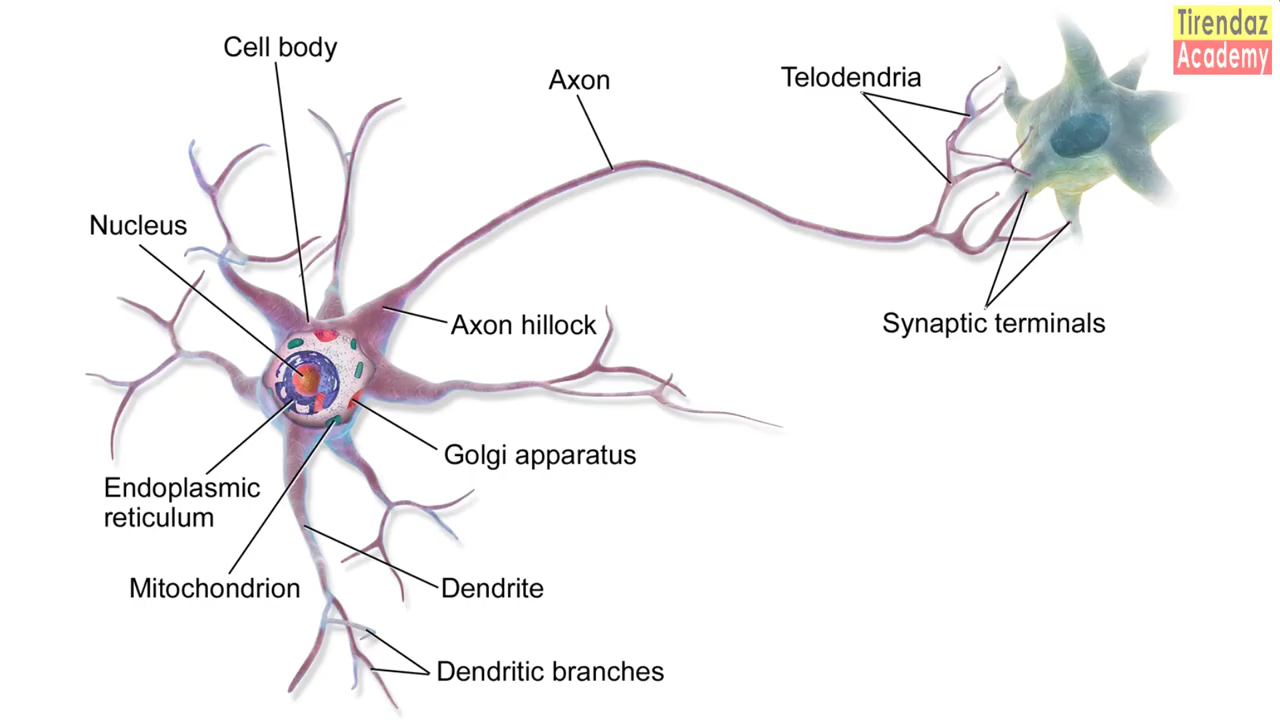 Tirendaz
Academy
Cell body
Axon
Telodendria
Nucleus
Axon hillock
Synaptic terminals
Golgi apparatus
Endoplasmic
reticulum
Mitochondrion
Dendrite
Dendritic branches